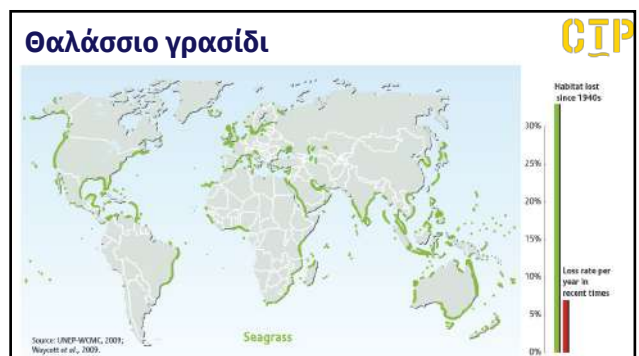 Θαλάσσιο γρασίδι
CTP
Habitat lost
since 1940s
30%
25%
20%
15%
10%
Loss rate per
year in
recent times
5%
0%
Seagrass
Source: UNEP-WCMC, 2009;
Waycott et al., 2009.